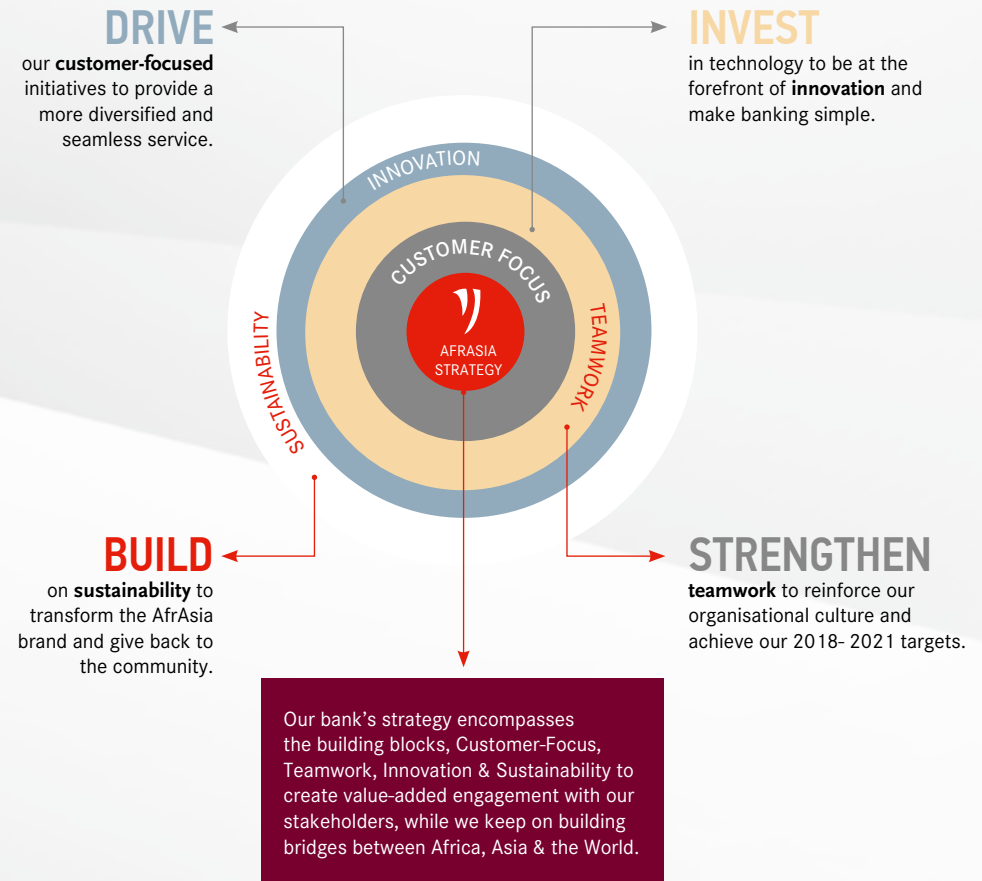 DRIVE
our customer-focused
initiatives to provide a
more diversified and
seamless service.
INVEST
in technology to be at the
forefront of innovation and
make banking simple.
INNOVATION
CUSTOMER FOCUS
TEAMWORK
SUSTAINABILITY
AFRASIA
STRATEGY
BUILD
on sustainability to
transform the AfrAsia
brand and give back to
the community.
STRENGTHEN
teamwork to reinforce our
organisational culture and
achieve our 2018- 2021 targets.
Our bank's strategy encompasses
the building blocks, Customer-Focus,
Teamwork, Innovation & Sustainability to
create value-added engagement with our
stakeholders, while we keep on building
bridges between Africa, Asia & the World.